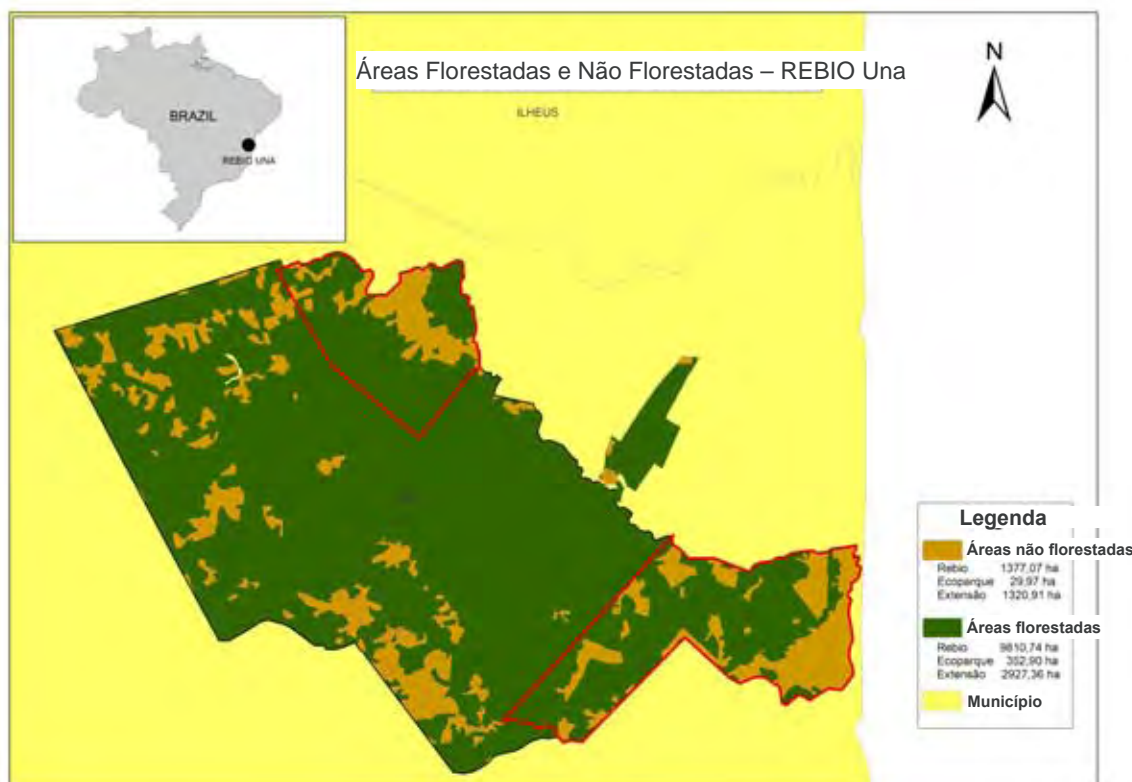 BRAZIL
REBIO UNA
Áreas Florestadas e Não Florestadas – REBIO Una
ILHEUS
N
Legenda
Áreas não florestadas
Rebio 1377,07 ha
Ecoparque 29,97 ha
Extensão 1320,91 ha
Áreas florestadas
Rebio 9810,74 ha
Ecoparque 352,90 ha
Extensão 2927,36 ha
Município